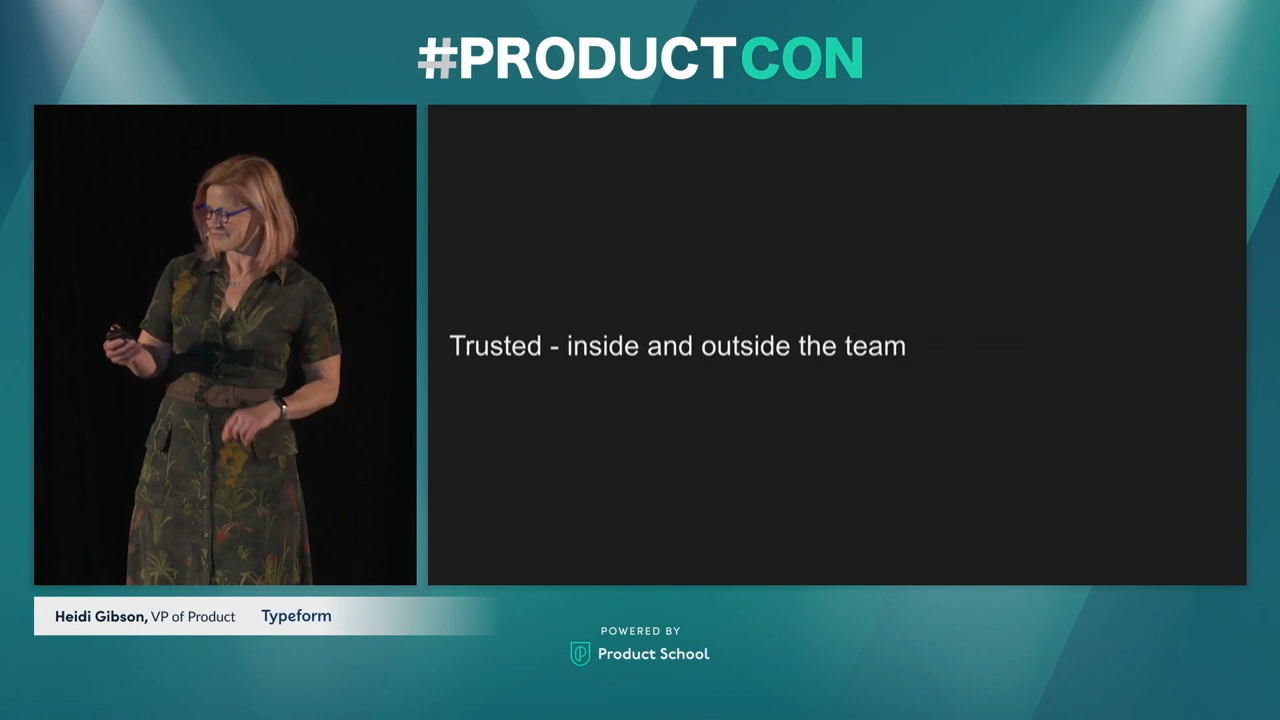 #PRODUCTCON
Trusted - inside and outside the team
Heidi Gibson, VP of Product Typeform
POWERED BY
Product School